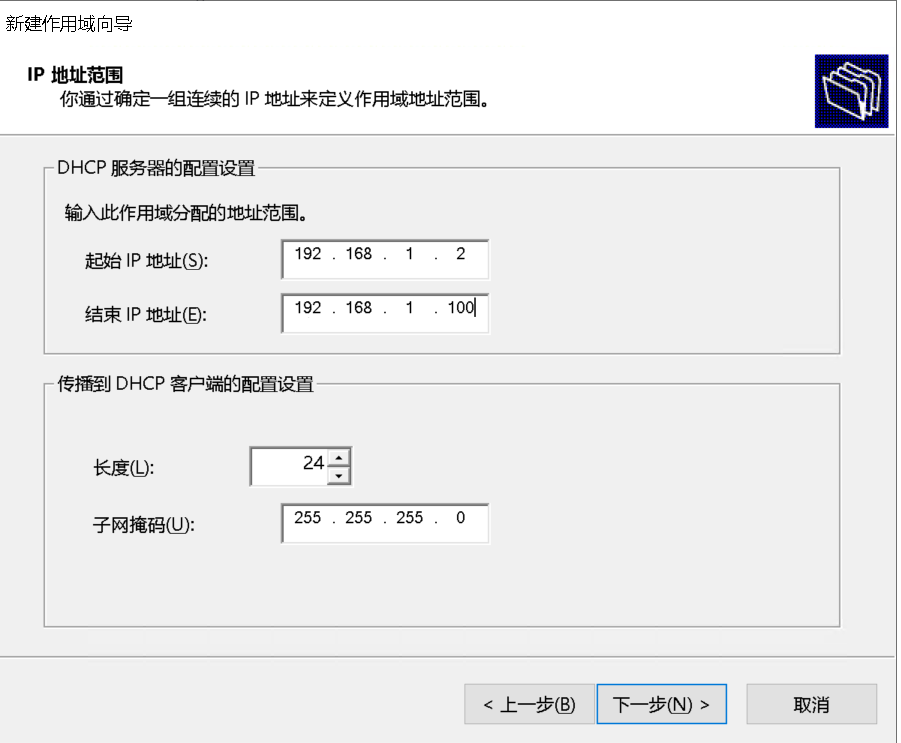 新建作用域向导
IP 地址范围
你通过确定一组连续的 IP 地址来定义作用域地址范围。
DHCP 服务器的配置设置
输入此作用域分配的地址范围。
起始 IP 地址(S): 192 . 168 . 1 . 2
结束 IP 地址(E): 192 . 168 . 1 . 100
传播到 DHCP 客户端的配置设置
长度(L): 24
子网掩码(U): 255 . 255 . 255 . 0
< 上一步(B) 下一步(N) > 取消